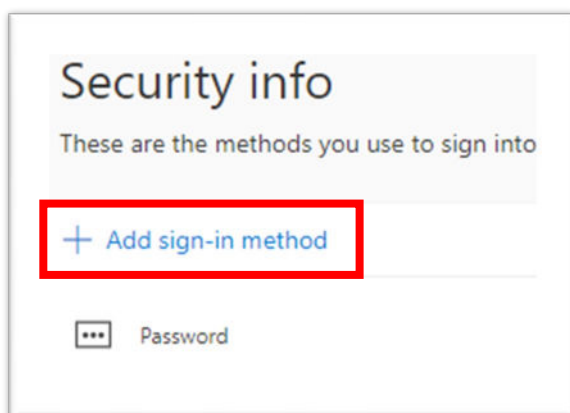 Security info
These are the methods you use to sign into
+ Add sign-in method
Password